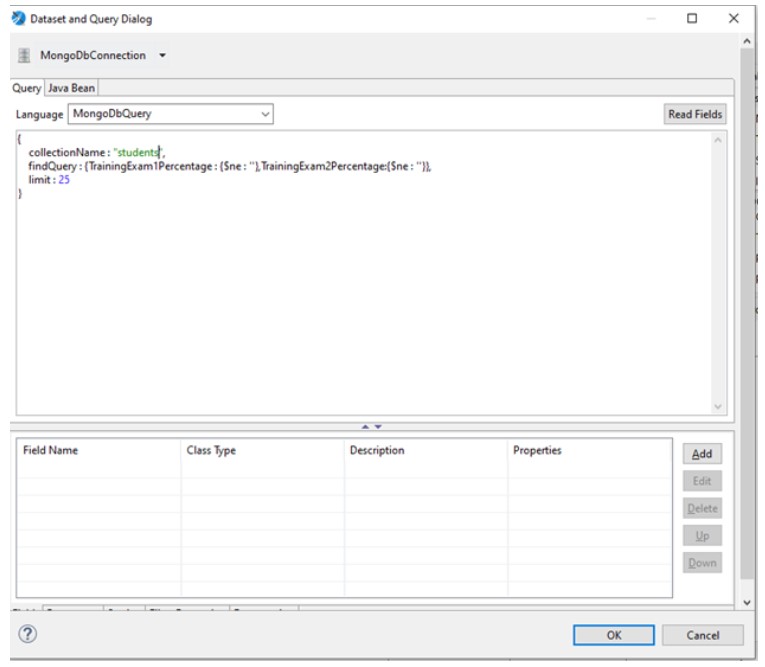 Dataset and Query Dialog
MongoDbConnection
Query Java Bean
Language MongoDbQuery Read Fields
{
collectionName : "students",
findQuery : {TrainingExam1Percentage : {$ne : ''},TrainingExam2Percentage:{$ne : ''}},
limit : 25
}
Field Name Class Type Description Properties
Add
Edit
Delete
Up
Down
OK Cancel